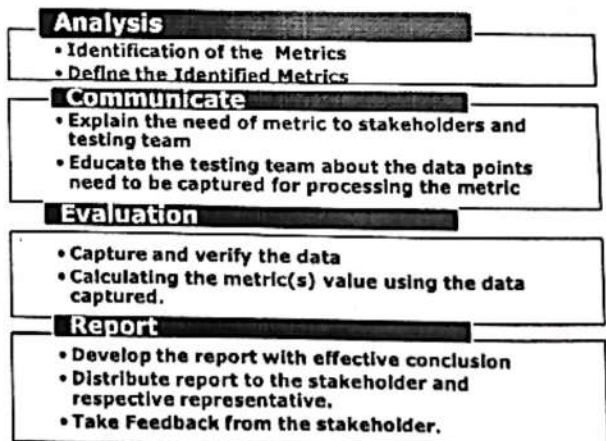 Analysis
• Identification of the Metrics
• Define the Identified Metrics
Communicate
• Explain the need of metric to stakeholders and
testing team
• Educate the testing team about the data points
need to be captured for processing the metric
Evaluation
• Capture and verify the data
• Calculating the metric(s) value using the data
captured.
Report
• Develop the report with effective conclusion
• Distribute report to the stakeholder and
respective representative.
• Take Feedback from the stakeholder.